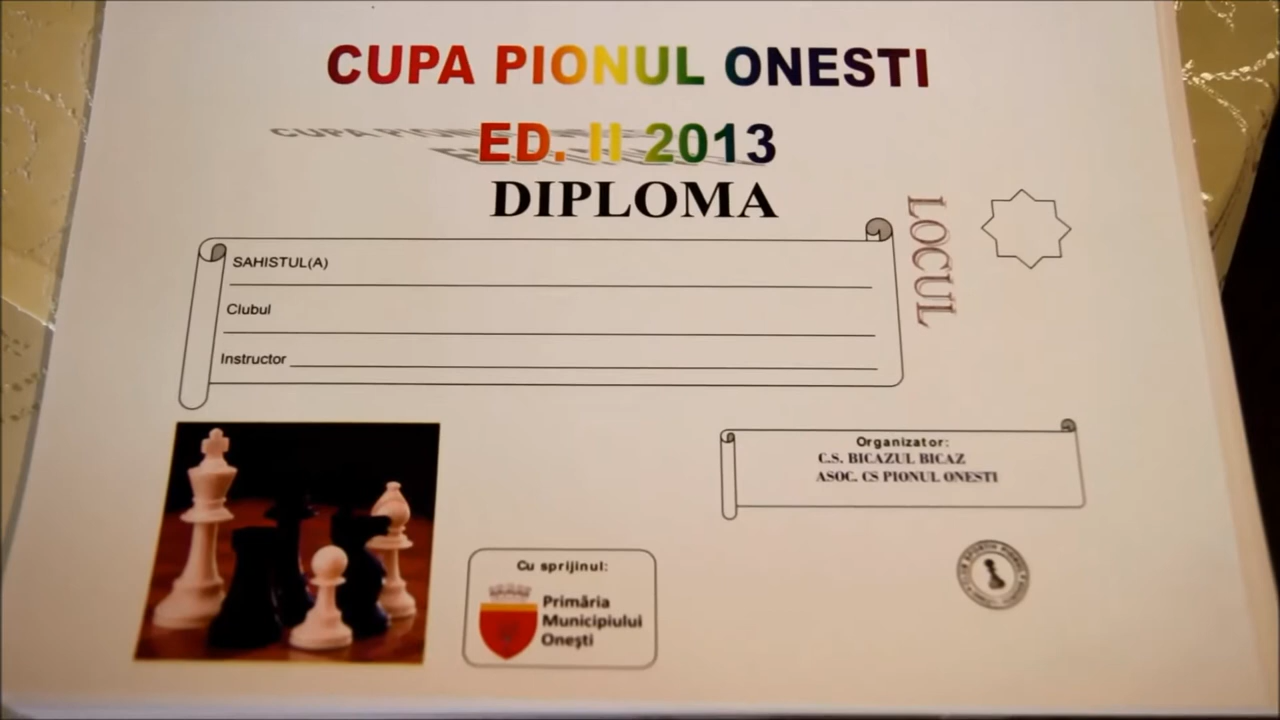 CUPA PIONUL ONESTI
ED. II 2013
DIPLOMA
LOCUL
SAHISTUL(A)
Clubul
Instructor
Organizator:
C.S. BICAZUL BICAZ
ASOC. CS PIONUL ONESTI
Cu sprijinul:
Primăria
Municipiului
Oneşti